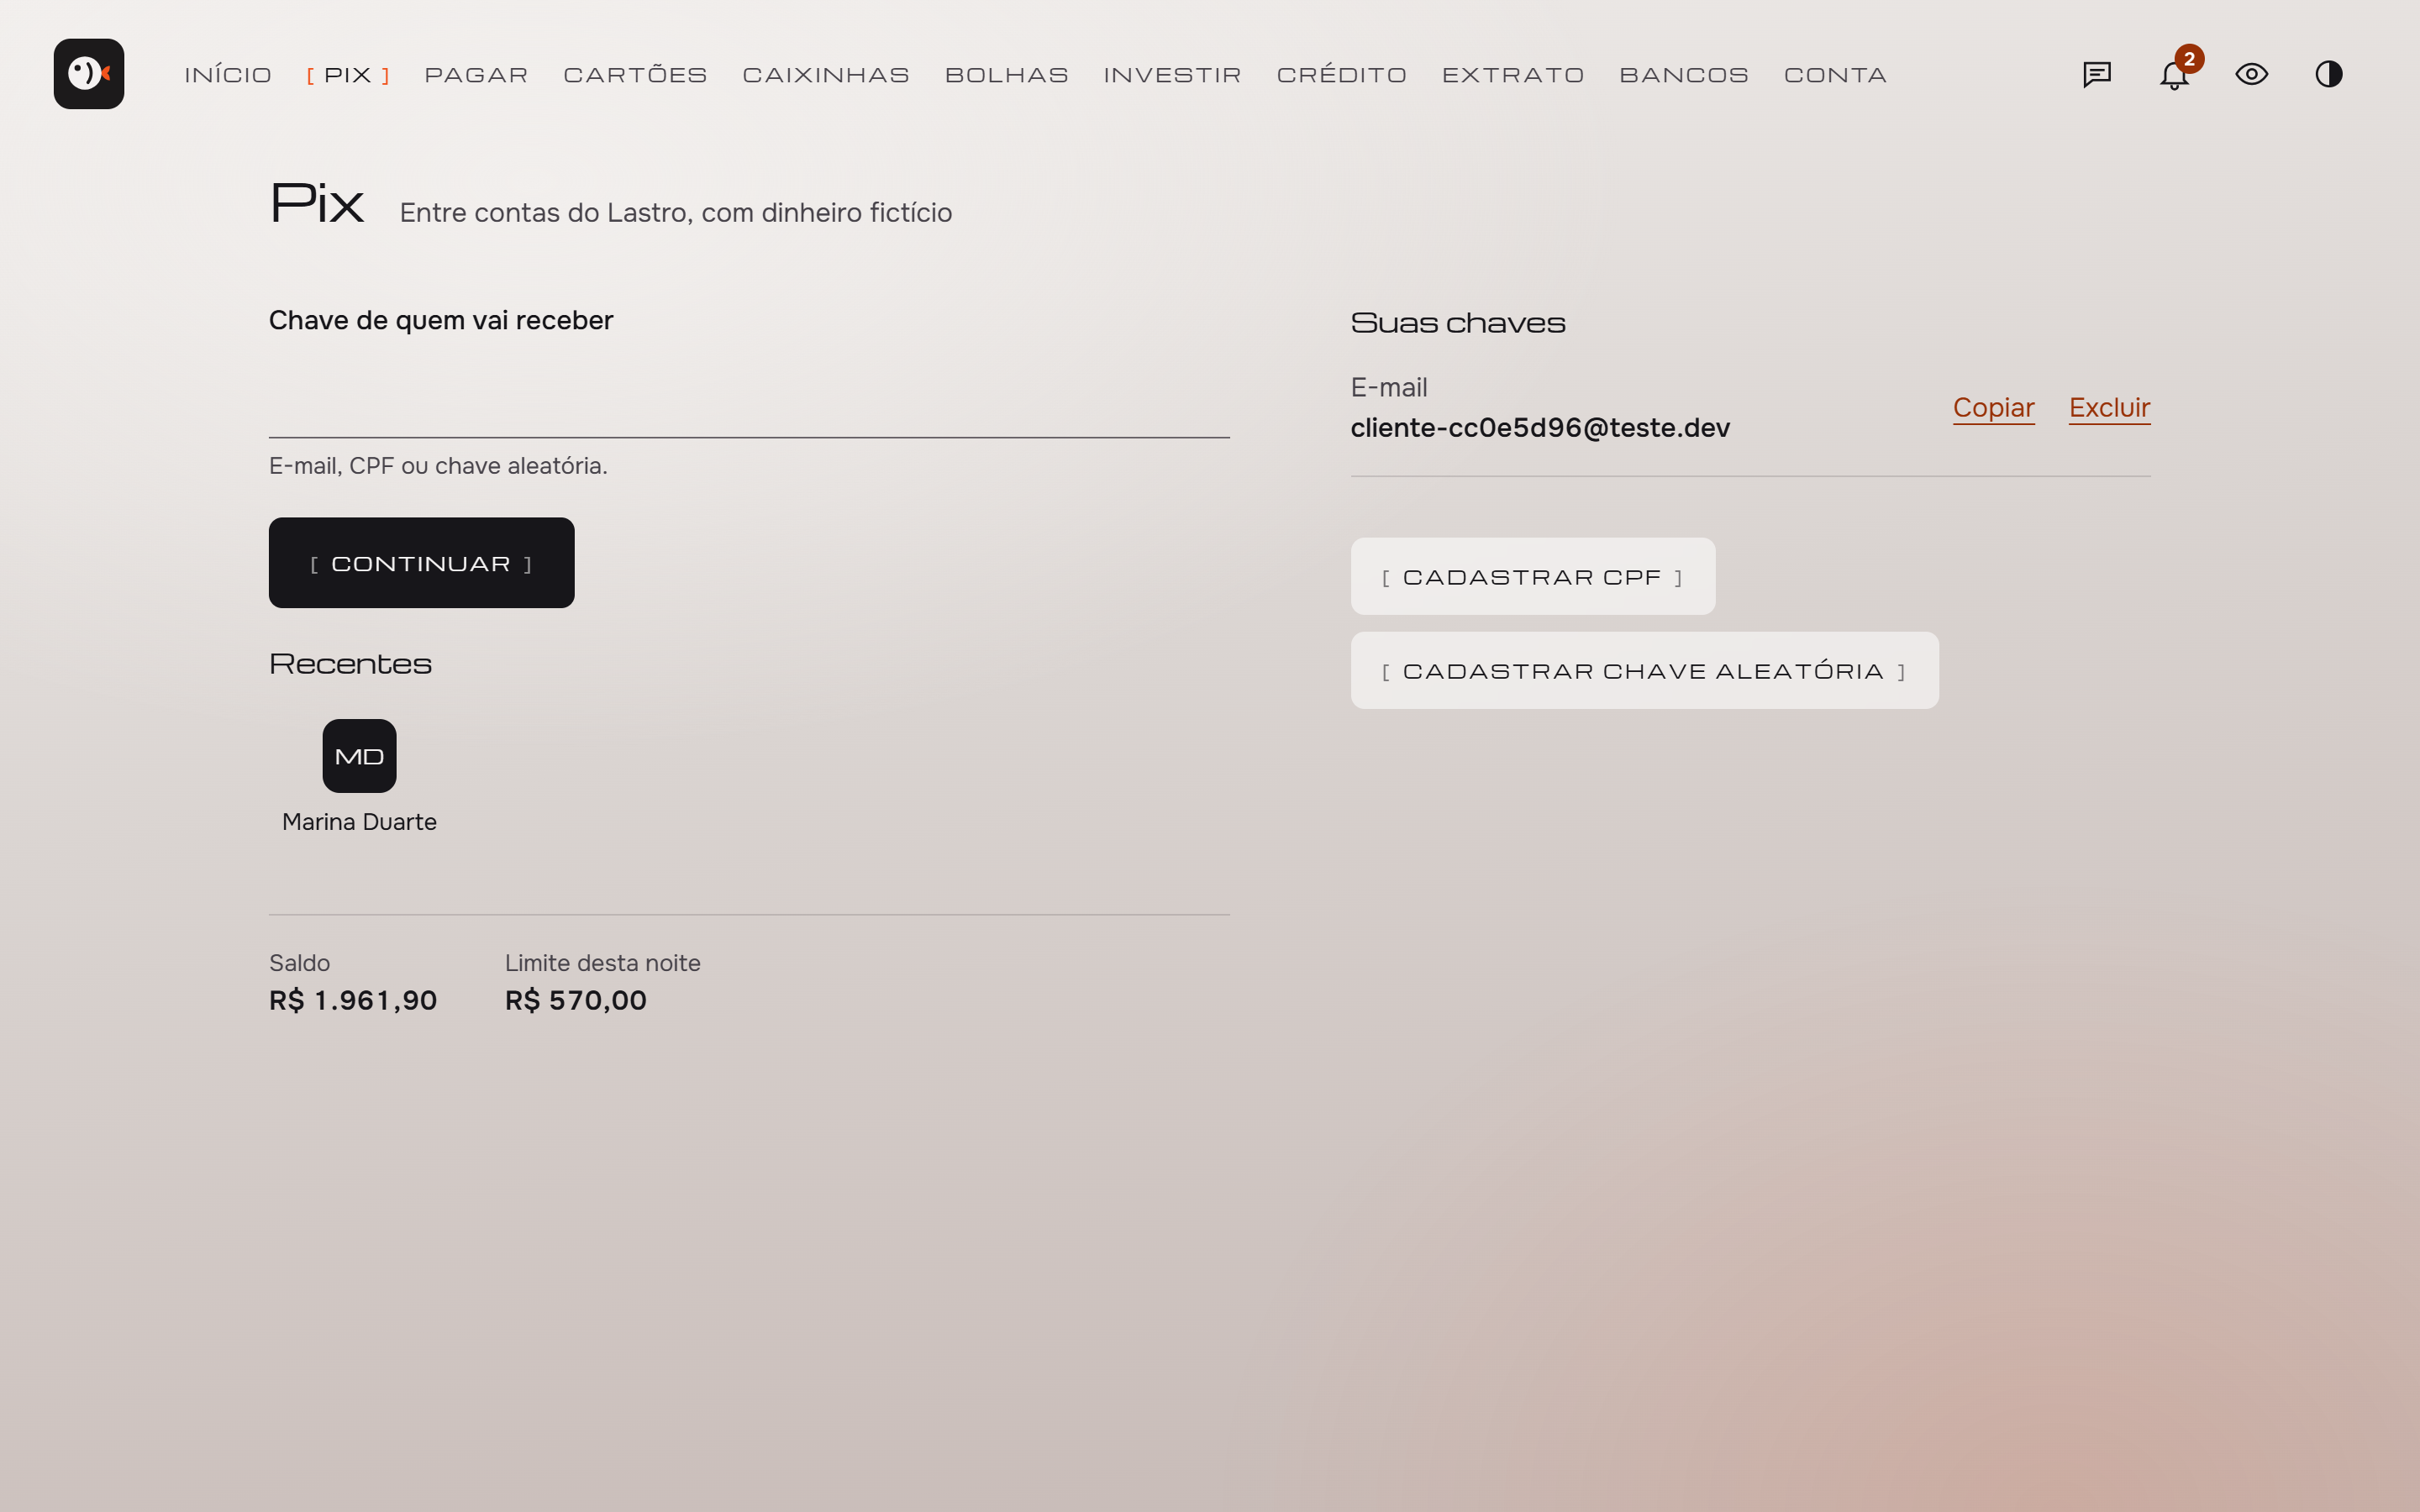 INÍCIO [ PIX ] PAGAR CARTÕES CAIXINHAS BOLHAS INVESTIR CRÉDITO EXTRATO BANCOS CONTA 2
Pix Entre contas do Lastro, com dinheiro fictício
Chave de quem vai receber
E-mail, CPF ou chave aleatória.
[ CONTINUAR ]
Recentes
MD
Marina Duarte
Saldo
R$ 1.961,90
Limite desta noite
R$ 570,00
Suas chaves
E-mail
cliente-cc0e5d96@teste.dev
Copiar Excluir
[ CADASTRAR CPF ]
[ CADASTRAR CHAVE ALEATÓRIA ]